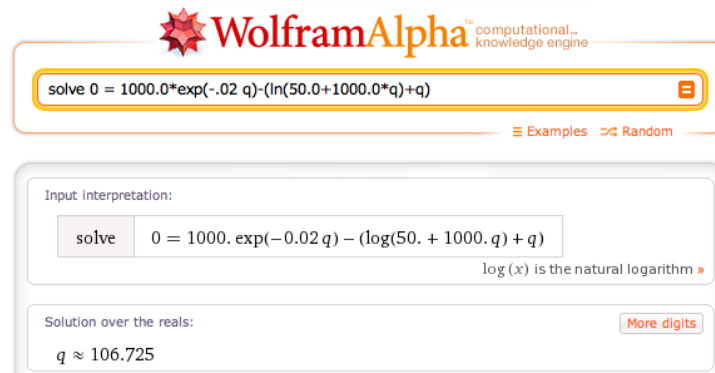 WolframAlpha™ computational...
knowledge engine
solve 0 = 1000.0*exp(-.02 q)-(ln(50.0+1000.0*q)+q)
Examples Random
Input interpretation:
solve 0 = 1000. exp(−0.02 q) − (log(50. + 1000. q) + q)
log(x) is the natural logarithm »
Solution over the reals:
More digits
q ≈ 106.725